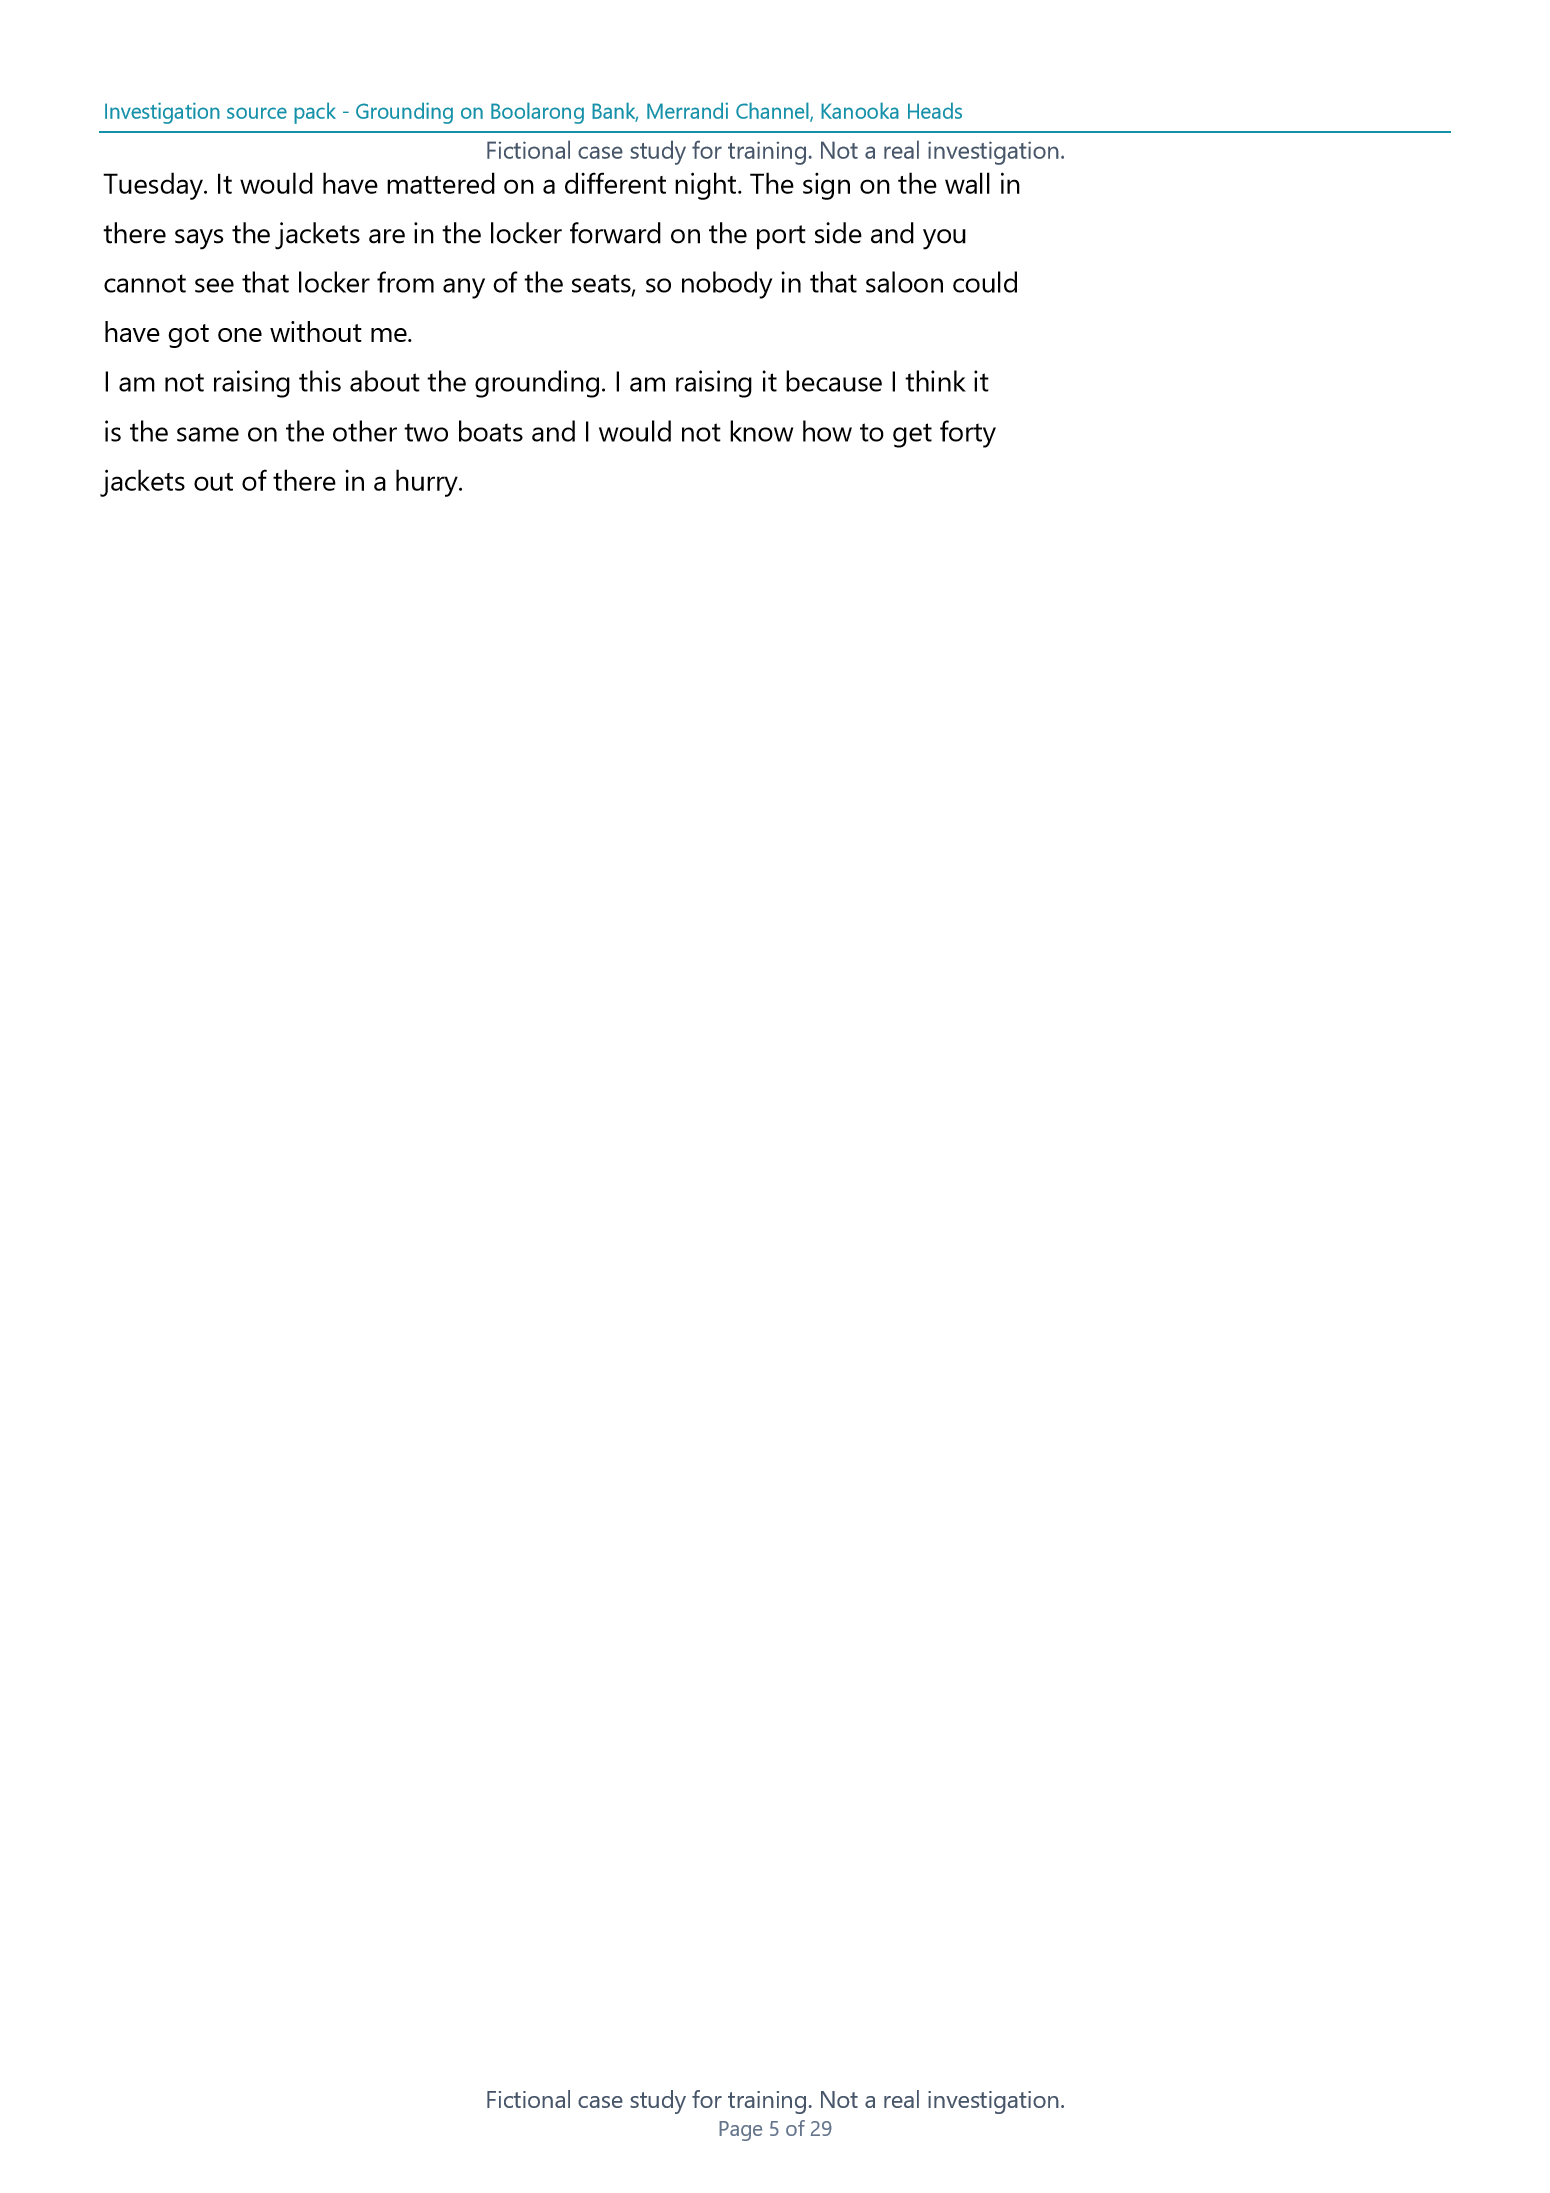 Investigation source pack - Grounding on Boolarong Bank, Merrandi Channel, Kanooka Heads
Fictional case study for training. Not a real investigation.
Tuesday. It would have mattered on a different night. The sign on the wall in
there says the jackets are in the locker forward on the port side and you
cannot see that locker from any of the seats, so nobody in that saloon could
have got one without me.
I am not raising this about the grounding. I am raising it because I think it
is the same on the other two boats and I would not know how to get forty
jackets out of there in a hurry.
Fictional case study for training. Not a real investigation.
Page 5 of 29